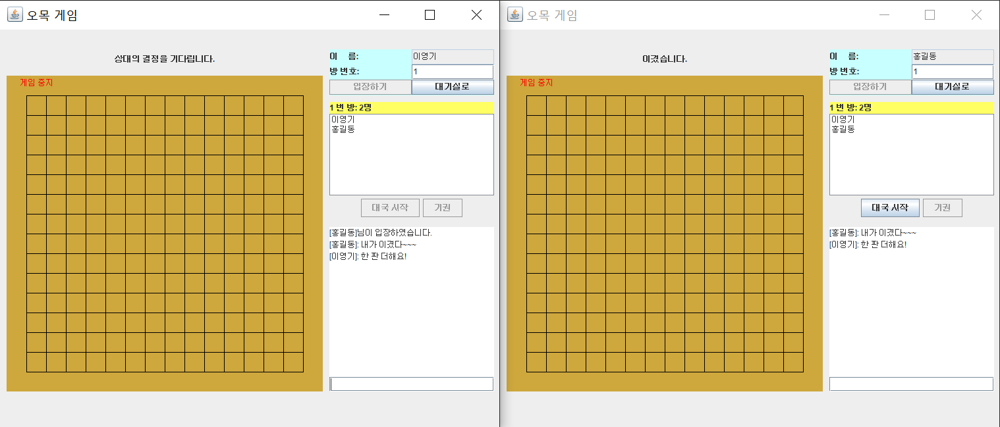 오목 게임
상대의 결정을 기다립니다.
게임 중지
이 름: 이영기
방 번호: 1
입장하기 대기실로
1 번 방: 2명
이영기
홍길동
대국 시작 기권
[홍길동]님이 입장하였습니다.
[홍길동]: 내가 이겼다~~~
[이영기]: 한 판 더해요!
오목 게임
이겼습니다.
게임 중지
이 름: 홍길동
방 번호: 1
입장하기 대기실로
1 번 방: 2명
이영기
홍길동
대국 시작 기권
[홍길동]: 내가 이겼다~~~
[이영기]: 한 판 더해요!